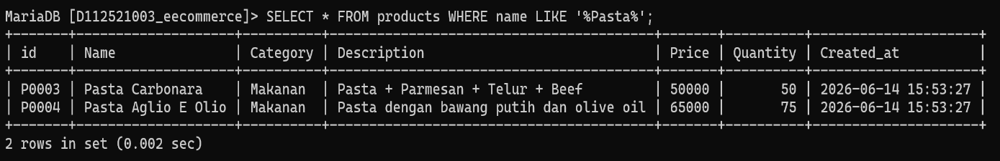 MariaDB [D112521003_eecommerce]> SELECT * FROM products WHERE name LIKE '%Pasta%';
+-------+-------------------+----------+----------------------------------------+-------+----------+---------------------+
| id    | Name              | Category | Description                            | Price | Quantity | Created_at          |
+-------+-------------------+----------+----------------------------------------+-------+----------+---------------------+
| P0003 | Pasta Carbonara   | Makanan  | Pasta + Parmesan + Telur + Beef        | 50000 |       50 | 2026-06-14 15:53:27 |
| P0004 | Pasta Aglio E Olio | Makanan  | Pasta dengan bawang putih dan olive oil | 65000 |       75 | 2026-06-14 15:53:27 |
+-------+-------------------+----------+----------------------------------------+-------+----------+---------------------+
2 rows in set (0.002 sec)